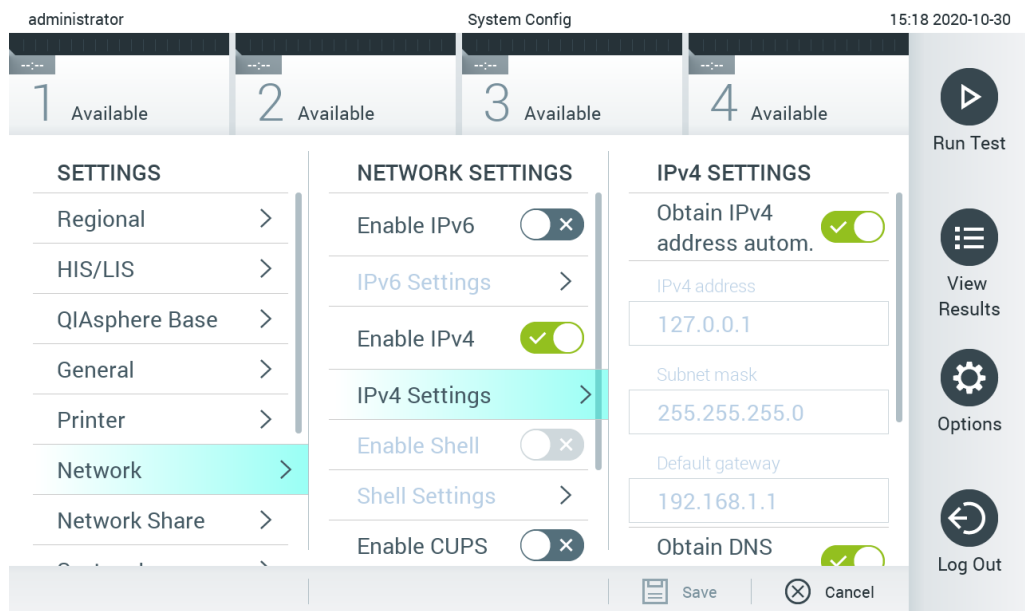 administrator
System Config
15:18 2020-10-30
--:--
--:--
--:--
--:--
1 Available
2 Available
3 Available
4 Available
SETTINGS
Regional
HIS/LIS
QIAsphere Base
General
Printer
Network
Network Share
NETWORK SETTINGS
Enable IPv6
IPv6 Settings
Enable IPv4
IPv4 Settings
Enable Shell
Shell Settings
Enable CUPS
IPv4 SETTINGS
Obtain IPv4
address autom.
IPv4 address
127.0.0.1
Subnet mask
255.255.255.0
Default gateway
192.168.1.1
Obtain DNS
Run Test
View
Results
Options
Log Out
Save
Cancel